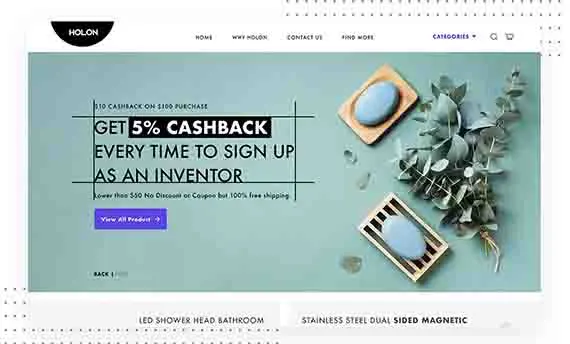 HOLON
HOME WHY HOLON CONTACT US FIND MORE CATEGORIES
$10 CASHBACK ON $100 PURCHASE
GET 5% CASHBACK
EVERY TIME TO SIGN UP
AS AN INVENTOR
Lower than $50 No Discount or Coupon but 100% free shipping.
View All Product →
BACK |
LED SHOWER HEAD BATHROOM
STAINLESS STEEL DUAL SIDED MAGNETIC